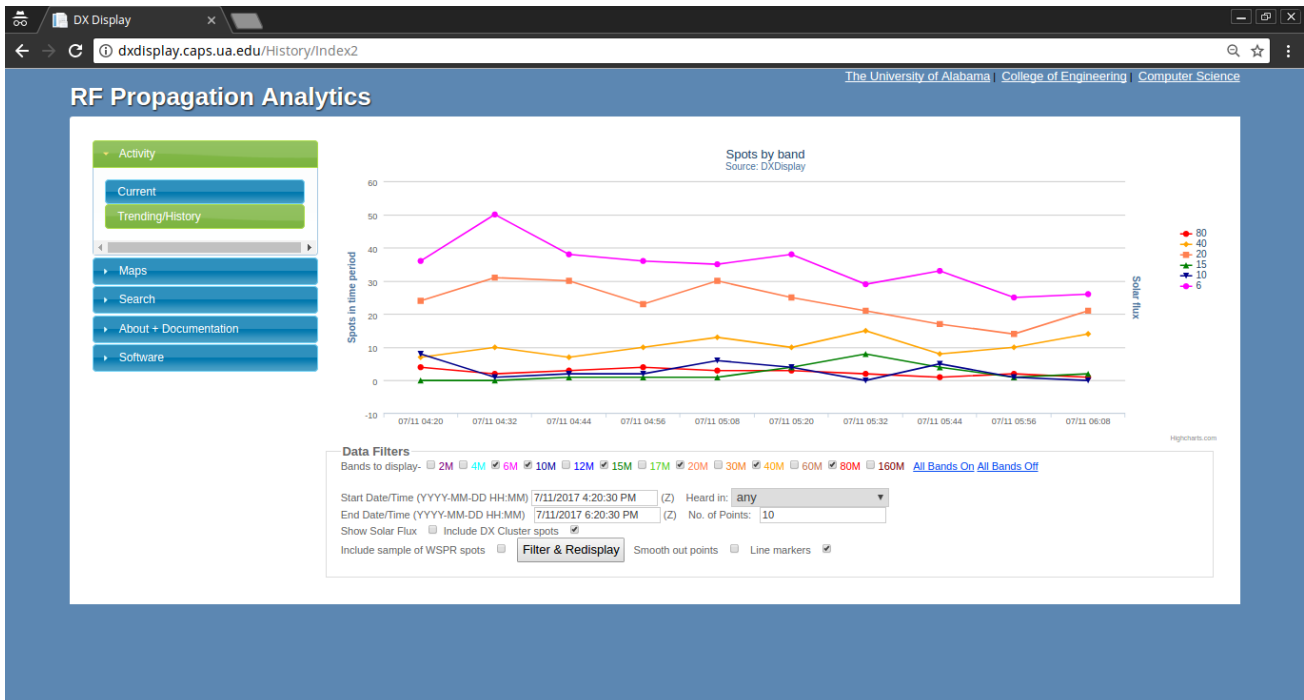 DX Display
dxdisplay.caps.ua.edu/History/Index2
The University of Alabama | College of Engineering | Computer Science
RF Propagation Analytics
Activity
Current
Trending/History
Maps
Search
About + Documentation
Software
Spots by band
Source: DXDisplay
Spots in time period
60
50
40
30
20
10
0
-10
07/11 04:20 07/11 04:32 07/11 04:44 07/11 04:56 07/11 05:08 07/11 05:20 07/11 05:32 07/11 05:44 07/11 05:56 07/11 06:08
Solar flux
80
40
20
15
10
6
Highcharts.com
Data Filters
Bands to display- 2M 4M 6M 10M 12M 15M 17M 20M 30M 40M 60M 80M 160M All Bands On All Bands Off
Start Date/Time (YYYY-MM-DD HH:MM) 7/11/2017 4:20:30 PM (Z) Heard in: any
End Date/Time (YYYY-MM-DD HH:MM) 7/11/2017 6:20:30 PM (Z) No. of Points: 10
Show Solar Flux Include DX Cluster spots
Include sample of WSPR spots Filter & Redisplay Smooth out points Line markers